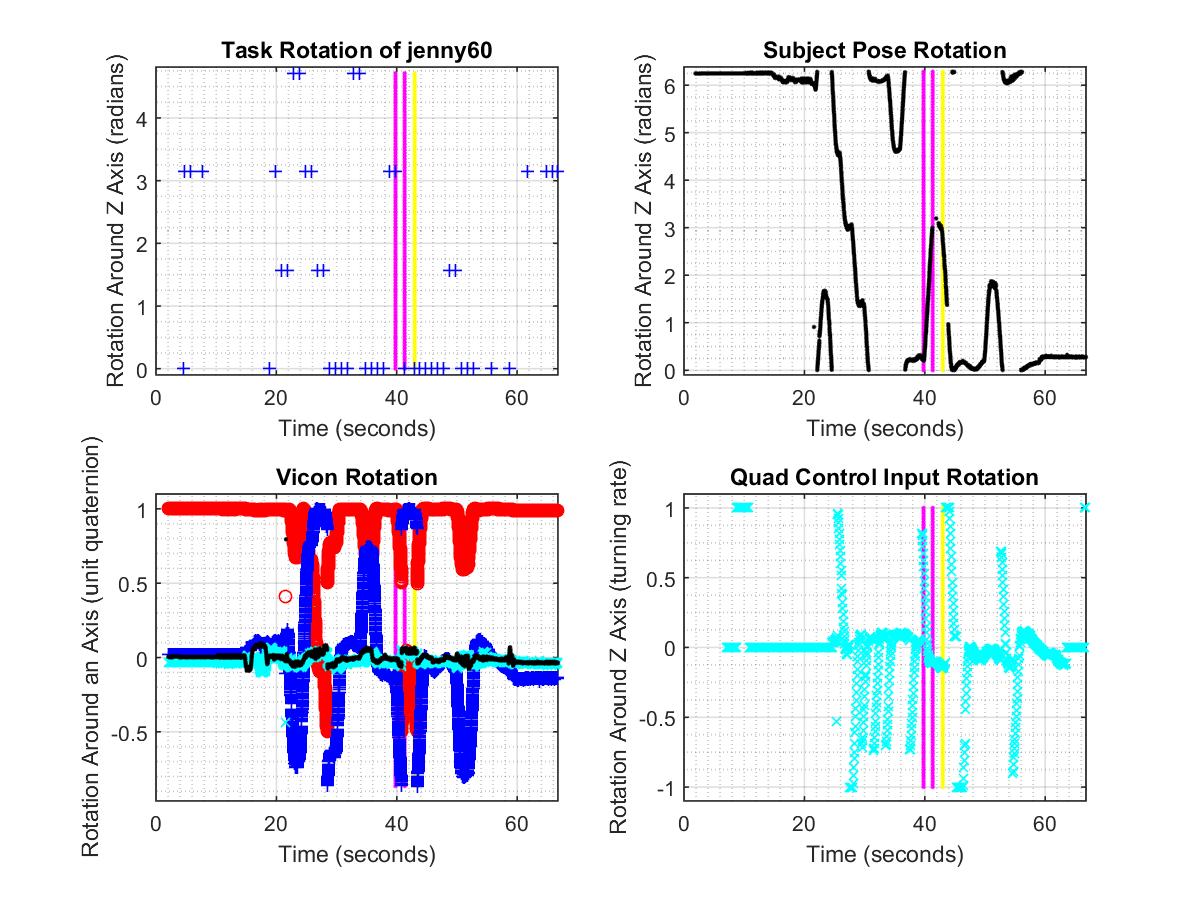 Task Rotation of jenny60
Rotation Around Z Axis (radians)
4
3
2
1
0
0 20 40 60
Time (seconds)
Subject Pose Rotation
Rotation Around Z Axis (radians)
6
5
4
3
2
1
0
0 20 40 60
Time (seconds)
Vicon Rotation
Rotation Around an Axis (unit quaternion)
1
0.5
0
-0.5
0 20 40 60
Time (seconds)
Quad Control Input Rotation
Rotation Around Z Axis (turning rate)
1
0.5
0
-0.5
-1
0 20 40 60
Time (seconds)